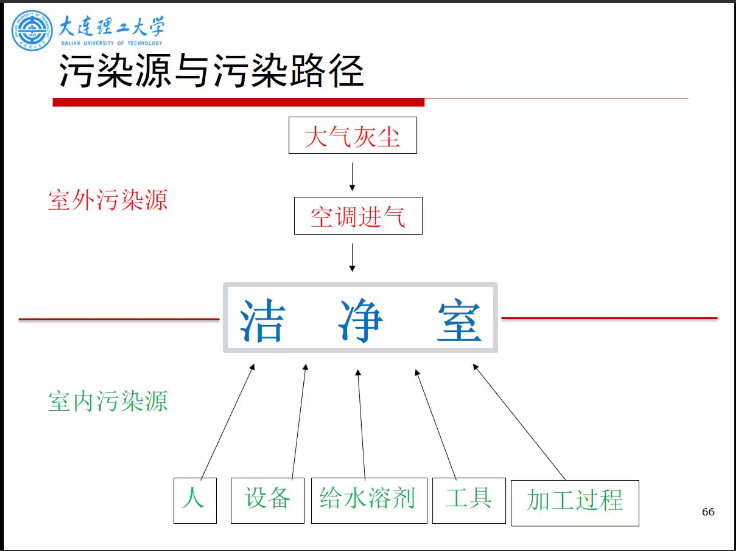 大连理工大学
DALIAN UNIVERSITY OF TECHNOLOGY
污染源与污染路径
大气灰尘
室外污染源
空调进气
洁 净 室
室内污染源
人 设备 给水溶剂 工具 加工过程
66